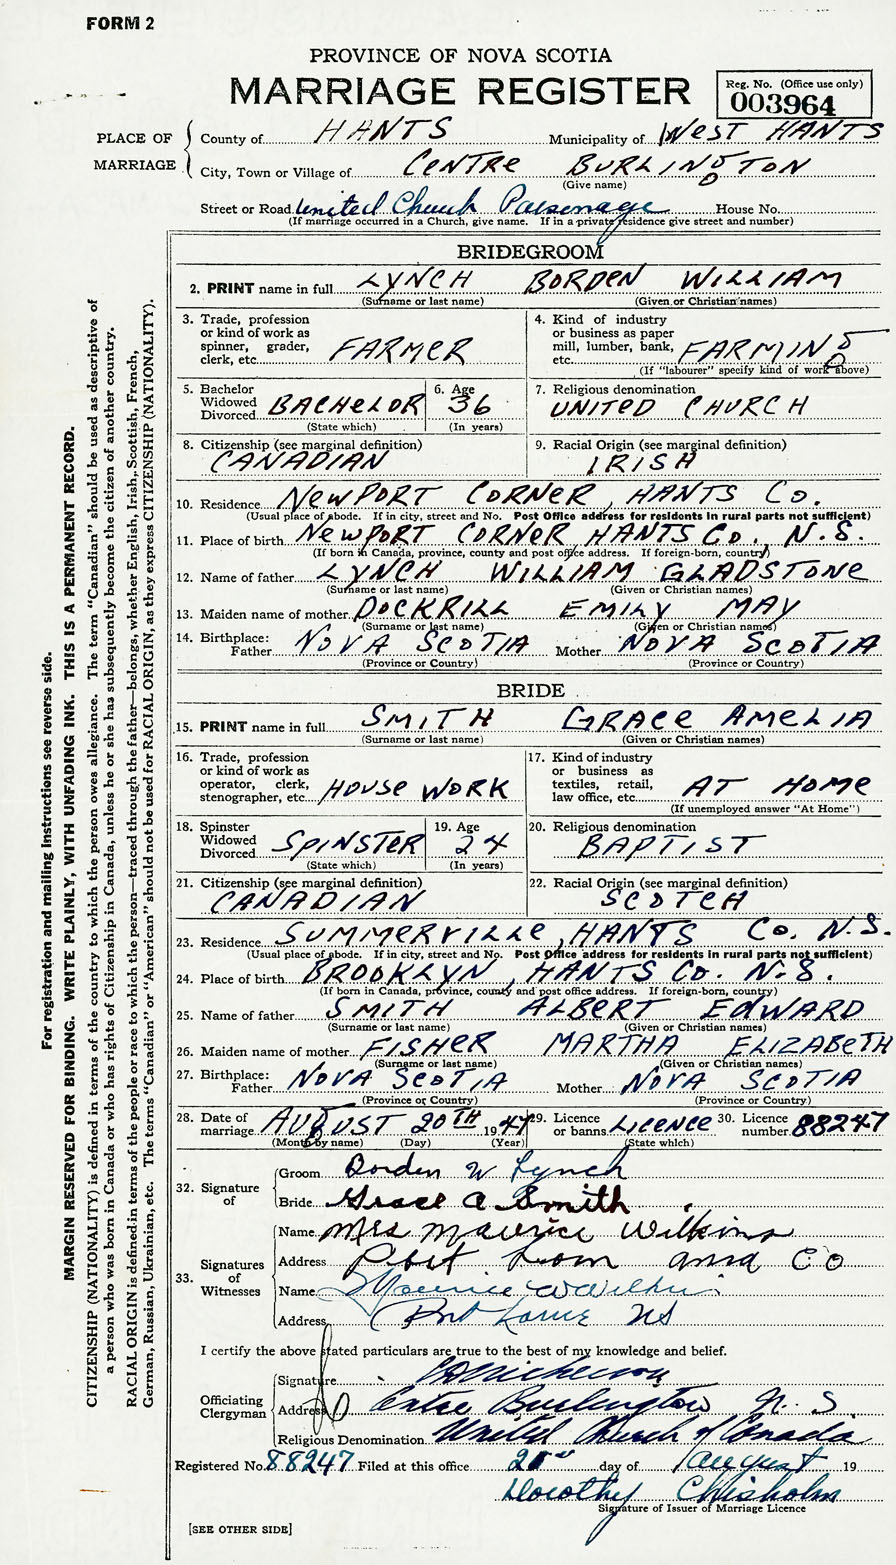 FORM 2
PROVINCE OF NOVA SCOTIA
MARRIAGE REGISTER
Reg. No. (Office use only)
003964
PLACE OF MARRIAGE
County of HANTS Municipality of WEST HANTS
City, Town or Village of CENTRE BURLINGTON
(Give name)
Street or Road United Church Parsonage House No.
(If marriage occurred in a Church, give name. If in a private residence give street and number)
BRIDEGROOM
2. PRINT name in full LYNCH BORDEN WILLIAM
(Surname or last name) (Given or Christian names)
3. Trade, profession
or kind of work as
spinner, grader,
clerk, etc. FARMER
4. Kind of industry
or business as paper
mill, lumber, bank,
etc. FARMING
(If "labourer" specify kind of work above)
5. Bachelor
Widowed
Divorced BACHELOR
(State which)
6. Age
36
(In years)
7. Religious denomination
UNITED CHURCH
8. Citizenship (see marginal definition)
CANADIAN
9. Racial Origin (see marginal definition)
IRISH
10. Residence NEWPORT CORNER, HANTS CO.
(Usual place of abode. If in city, street and No. Post Office address for residents in rural parts not sufficient)
11. Place of birth NEWPORT CORNER HANTS CO., N.S.
(If born in Canada, province, county and post office address. If foreign-born, country)
12. Name of father LYNCH WILLIAM GLADSTONE
(Surname or last name) (Given or Christian names)
13. Maiden name of mother DOCKRILL EMILY MAY
(Surname or last name) (Given or Christian names)
14. Birthplace:
Father NOVA SCOTIA Mother NOVA SCOTIA
(Province or Country) (Province or Country)
BRIDE
15. PRINT name in full SMITH GRACE AMELIA
(Surname or last name) (Given or Christian names)
16. Trade, profession
or kind of work as
operator, clerk,
stenographer, etc. HOUSE WORK
17. Kind of industry
or business as
textiles, retail,
law office, etc. AT HOME
(If unemployed answer "At Home")
18. Spinster
Widowed
Divorced SPINSTER
(State which)
19. Age
24
(In years)
20. Religious denomination
BAPTIST
21. Citizenship (see marginal definition)
CANADIAN
22. Racial Origin (see marginal definition)
SCOTCH
23. Residence SUMMERVILLE, HANTS CO. N.S.
(Usual place of abode. If in city, street and No. Post Office address for residents in rural parts not sufficient)
24. Place of birth BROOKLYN, HANTS CO. N.S.
(If born in Canada, province, county and post office address. If foreign-born, country)
25. Name of father SMITH ALBERT EDWARD
(Surname or last name) (Given or Christian names)
26. Maiden name of mother FISHER MARTHA ELIZABETH
(Surname or last name) (Given or Christian names)
27. Birthplace:
Father NOVA SCOTIA Mother NOVA SCOTIA
(Province or Country) (Province or Country)
28. Date of
marriage AUGUST 20TH 1947
(Month by name) (Day) (Year)
29. Licence
or banns LICENCE
(State which)
30. Licence
number 88247
32. Signature of
Groom Borden W Lynch
Bride Grace A Smith
33. Signatures of Witnesses
Name Mrs Maurice Wilkins
Address Port Lorn anna Co
Name Maurice W Wilkins
Address Port Lorne NS
I certify the above stated particulars are true to the best of my knowledge and belief.
Officiating Clergyman
Signature
Address Centre Burlington N.S.
Religious Denomination United Church of Canada
Registered No. 88247 Filed at this office day of August 19
Dorothy Chisholm
Signature of Issuer of Marriage Licence
[SEE OTHER SIDE]
For registration and mailing instructions see reverse side.
MARGIN RESERVED FOR BINDING. WRITE PLAINLY, WITH UNFADING INK. THIS IS A PERMANENT RECORD.
CITIZENSHIP (NATIONALITY) is defined in terms of the country to which the person owes allegiance. The term "Canadian" should be used as descriptive of
a person who was born in Canada or who has rights of Citizenship in Canada, unless he or she has subsequently become the citizen of another country.
RACIAL ORIGIN is defined in terms of the people or race to which the person—traced through the father—belongs, whether English, Irish, Scottish, French,
German, Russian, Ukrainian, etc. The terms "Canadian" or "American" should not be used for RACIAL ORIGIN, as they express CITIZENSHIP (NATIONALITY).